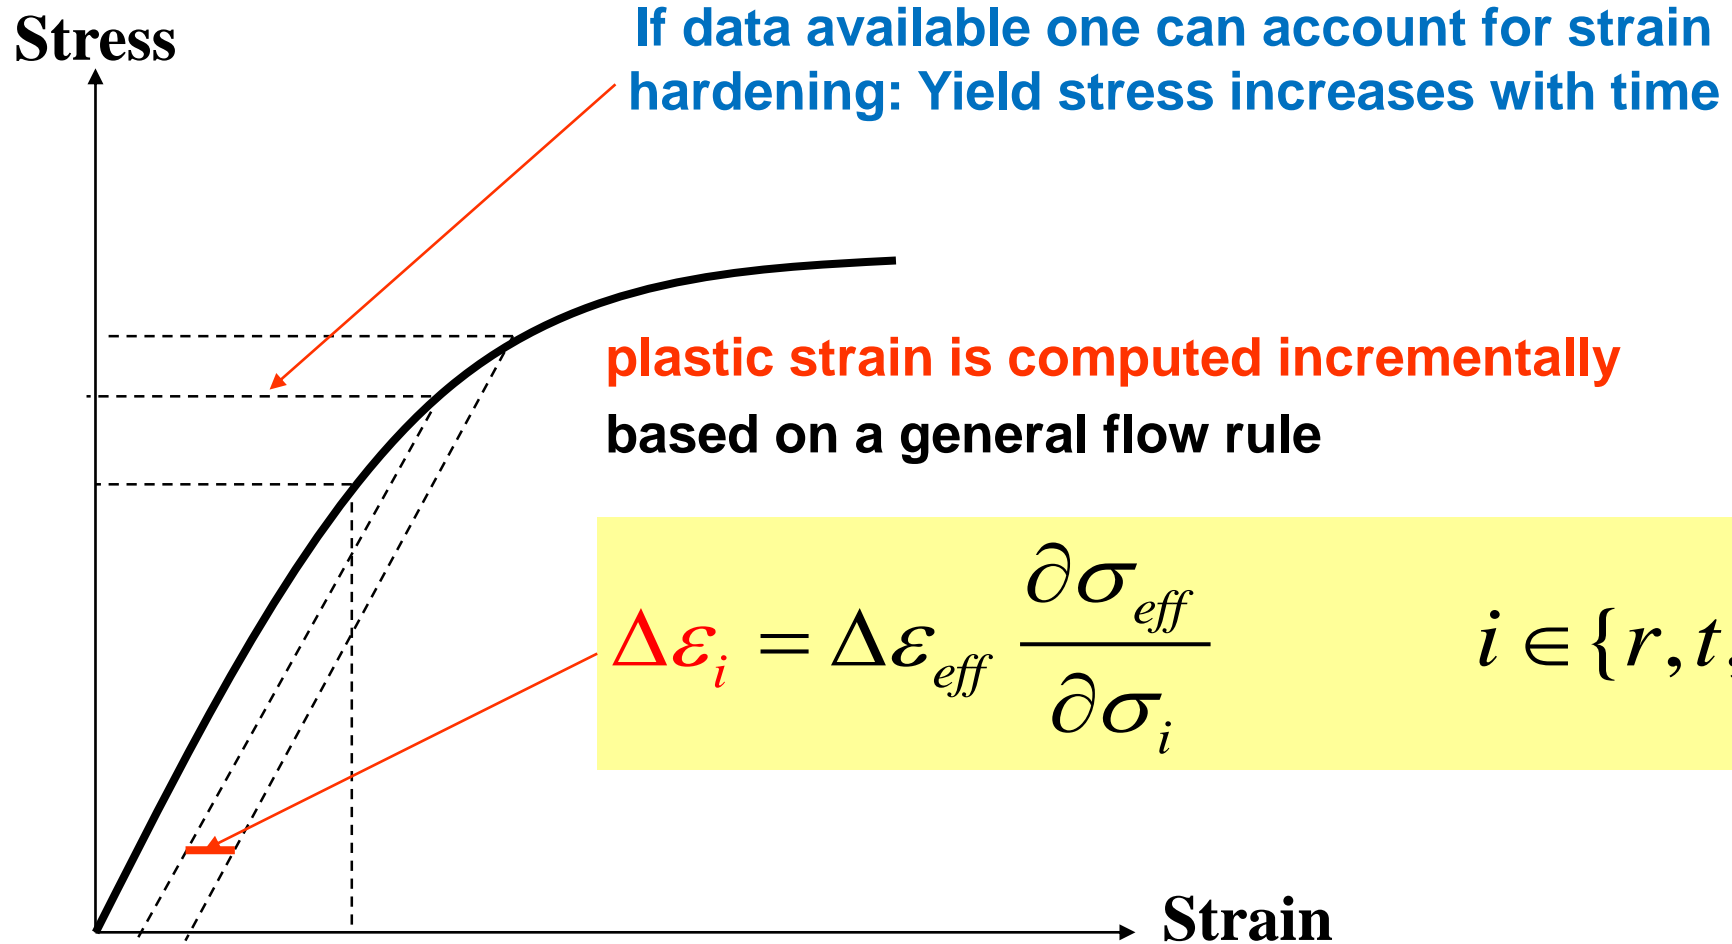 Stress
If data available one can account for strain
hardening: Yield stress increases with time
plastic strain is computed incrementally
based on a general flow rule
Δε_i = Δε_eff ∂σ_eff / ∂σ_i    i ∈ {r, t,
Strain